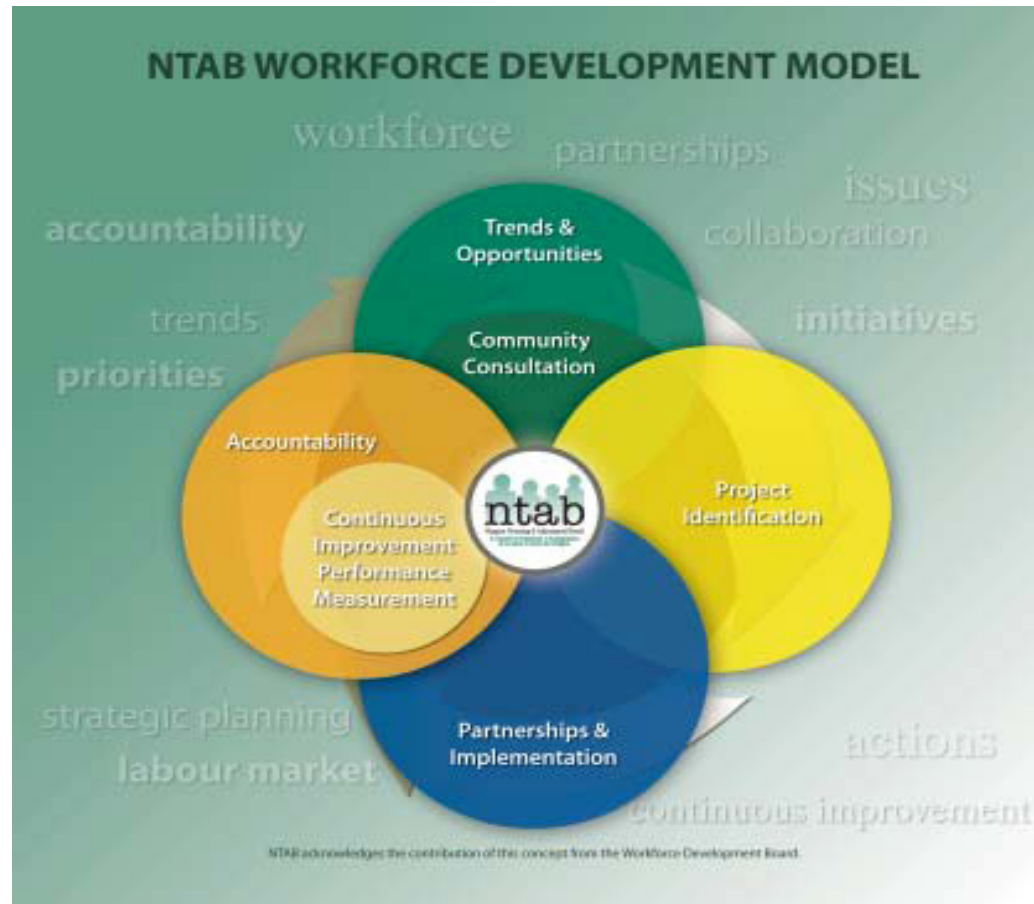 NTAB WORKFORCE DEVELOPMENT MODEL
workforce
partnerships
issues
accountability
collaboration
trends
initiatives
priorities
Trends &
Opportunities
Community
Consultation
Accountability
Continuous
Improvement
Performance
Measurement
ntab
Project
Identification
Partnerships &
Implementation
strategic planning
labour market
actions
continuous improvement
NTAB acknowledges the contribution of this concept from the Workforce Development Board.